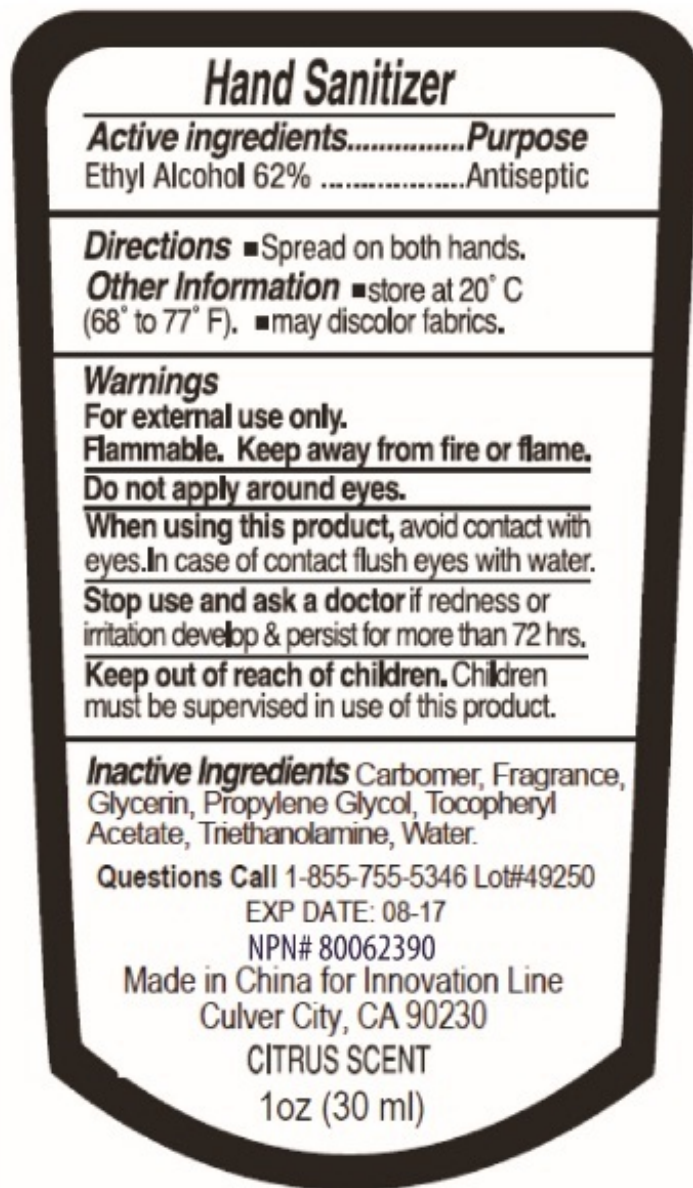 Hand Sanitizer
Active ingredients...............Purpose
Ethyl Alcohol 62% ....................Antiseptic
Directions ▪Spread on both hands.
Other Information ▪store at 20° C
(68° to 77° F). ▪may discolor fabrics.
Warnings
For external use only.
Flammable. Keep away from fire or flame.
Do not apply around eyes.
When using this product, avoid contact with
eyes.In case of contact flush eyes with water.
Stop use and ask a doctor if redness or
irritation develop & persist for more than 72 hrs.
Keep out of reach of children. Children
must be supervised in use of this product.
Inactive Ingredients Carbomer, Fragrance,
Glycerin, Propylene Glycol, Tocopheryl
Acetate, Triethanolamine, Water.
Questions Call 1-855-755-5346 Lot#49250
EXP DATE: 08-17
NPN# 80062390
Made in China for Innovation Line
Culver City, CA 90230
CITRUS SCENT
1oz (30 ml)